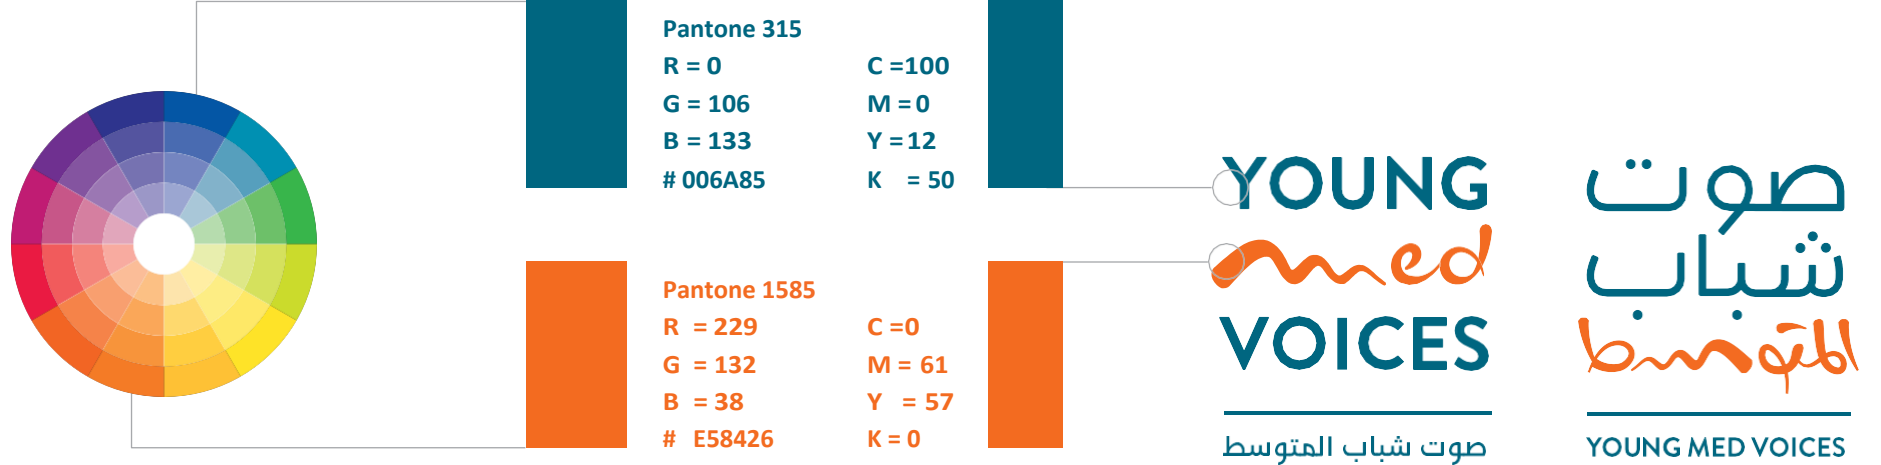 Pantone 315
R = 0
G = 106
B = 133
# 006A85
C =100
M = 0
Y = 12
K = 50
Pantone 1585
R = 229
G = 132
B = 38
# E58426
C =0
M = 61
Y = 57
K = 0
YOUNG
med
VOICES
صوت شباب المتوسط
صوت
شباب
المتوسط
YOUNG MED VOICES